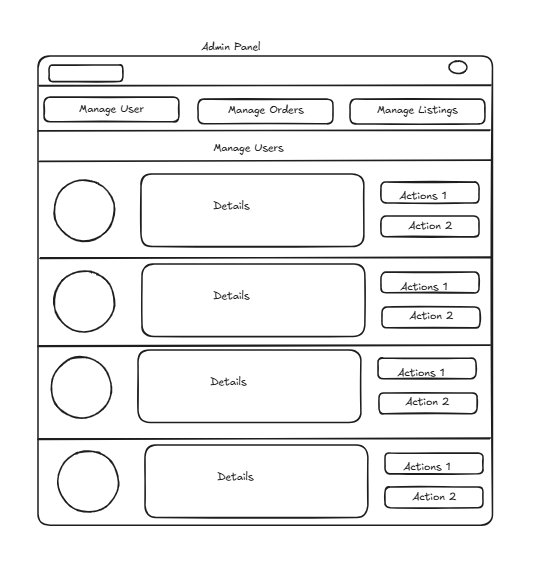 Admin Panel
Manage User
Manage Orders
Manage Listings
Manage Users
Details
Actions 1
Action 2
Details
Actions 1
Action 2
Details
Actions 1
Action 2
Details
Actions 1
Action 2